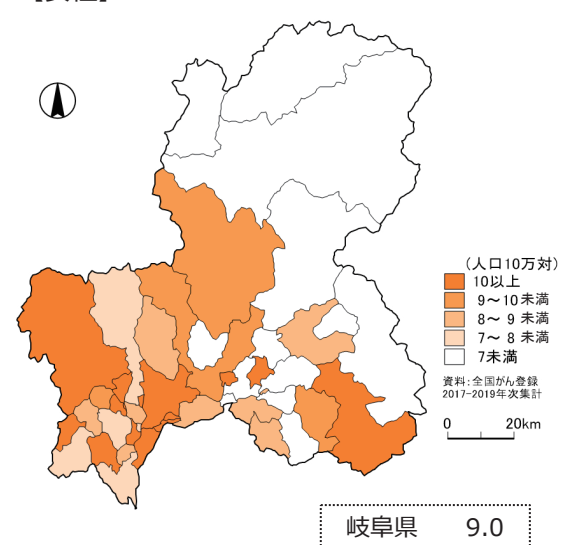 (人口10万対)
10以上
9～10未満
8～ 9 未満
7～ 8 未満
7未満
資料:全国がん登録
2017-2019年次集計
0 20km
岐阜県 9.0